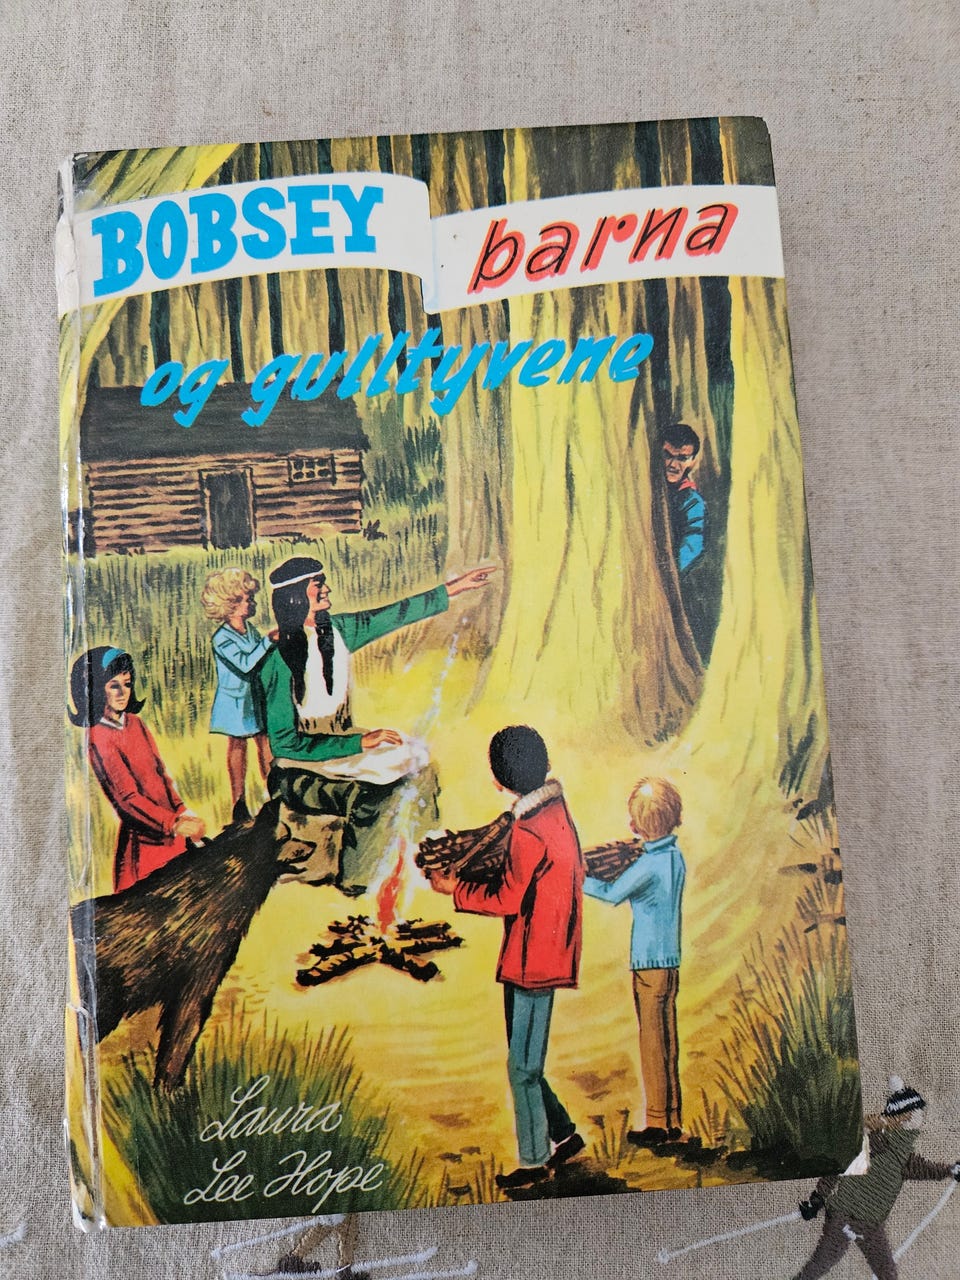 BOBSEY barna
og gulltyvene
Laura
Lee Hope